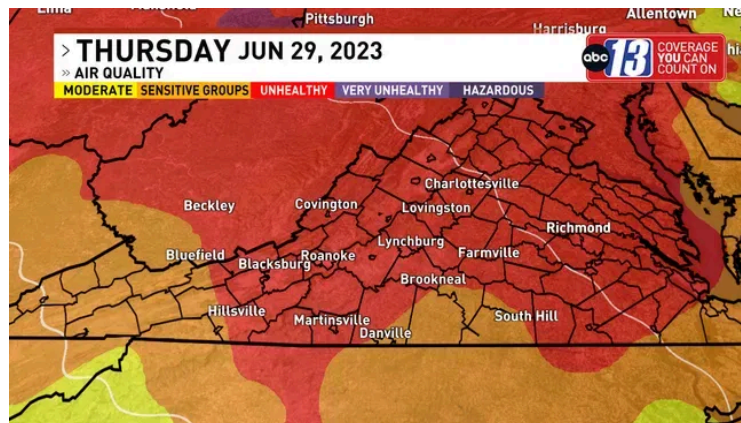 Pittsburgh
Allentown
Harrisburg
> THURSDAY JUN 29, 2023
» AIR QUALITY
abc 13 COVERAGE
YOU CAN
COUNT ON
MODERATE SENSITIVE GROUPS UNHEALTHY VERY UNHEALTHY HAZARDOUS
Charlottesville
Beckley
Covington
Lovingston
Richmond
Lynchburg
Bluefield
Blacksburg
Roanoke
Farmville
Brookneal
Hillsville
Martinsville
South Hill
Danville